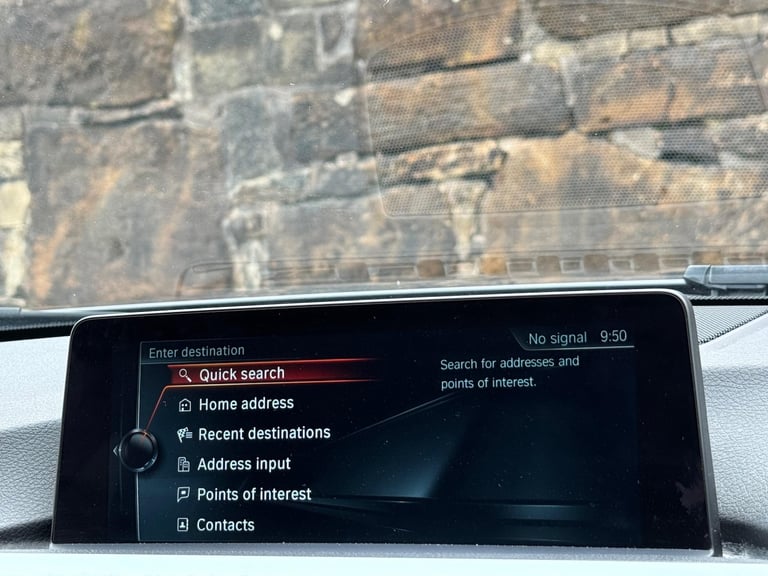 No signal 9:50
Enter destination
Quick search
Home address
Recent destinations
Address input
Points of interest
Contacts
Search for addresses and
points of interest.